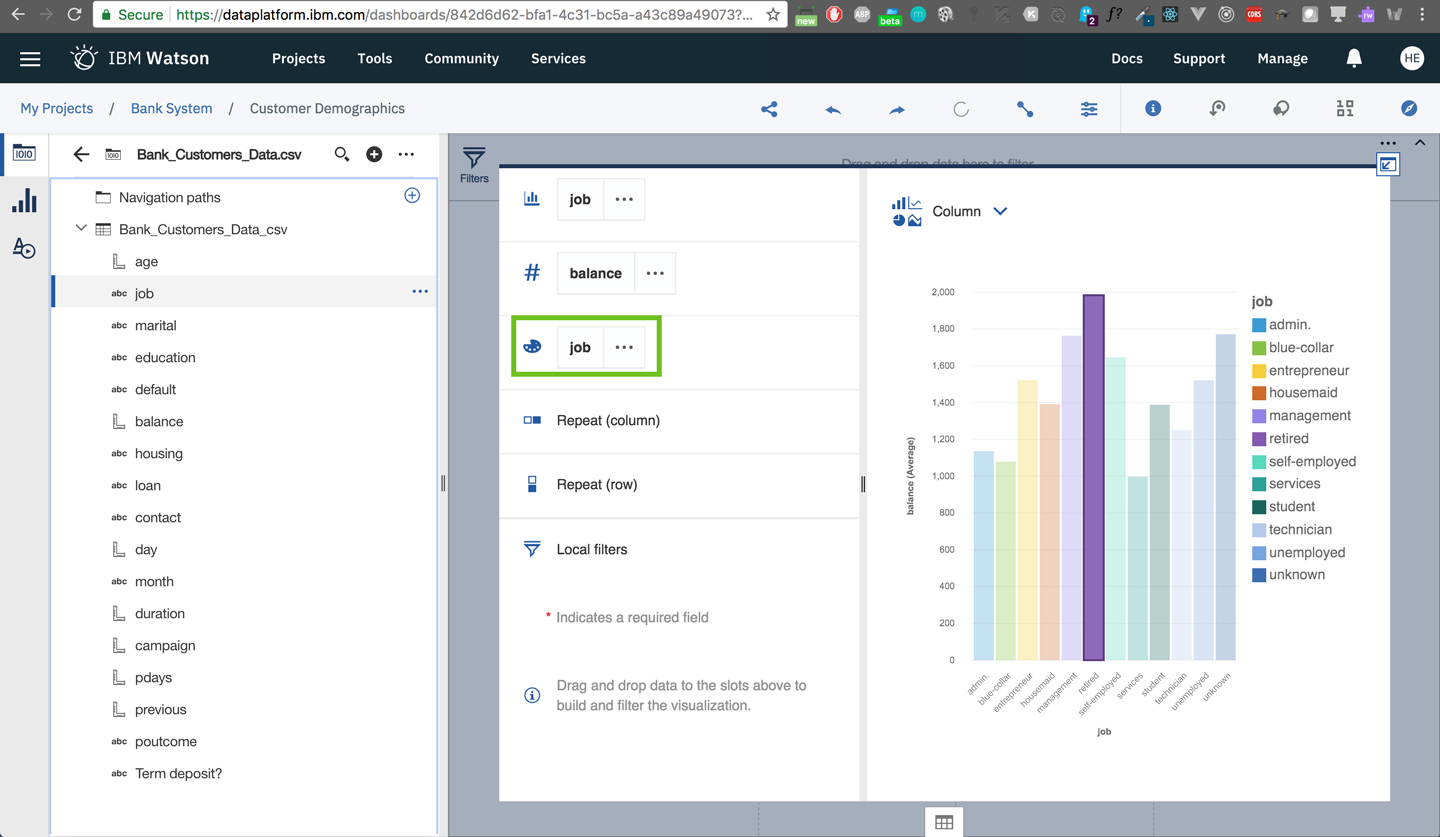 Secure https://dataplatform.ibm.com/dashboards/842d6d62-bfa1-4c31-bc5a-a43c89a49073?...
new ABP beta m K 2 f? CDRS rw
IBM Watson Projects Tools Community Services Docs Support Manage HE
My Projects / Bank System / Customer Demographics
Bank_Customers_Data.csv
Navigation paths
Bank_Customers_Data_csv
age
abc job
abc marital
abc education
abc default
balance
abc housing
abc loan
abc contact
day
abc month
duration
campaign
pdays
previous
abc poutcome
abc Term deposit?
Filters
Drag and drop data here to filter
job
# balance
job
Repeat (column)
Repeat (row)
Local filters
* Indicates a required field
Drag and drop data to the slots above to
build and filter the visualization.
Column
2,000
1,800
1,600
1,400
1,200
1,000
800
600
400
200
0
balance (Average)
admin.
blue-collar
entrepreneur
housemaid
management
retired
self-employed
services
student
technician
unemployed
unknown
job
job
admin.
blue-collar
entrepreneur
housemaid
management
retired
self-employed
services
student
technician
unemployed
unknown